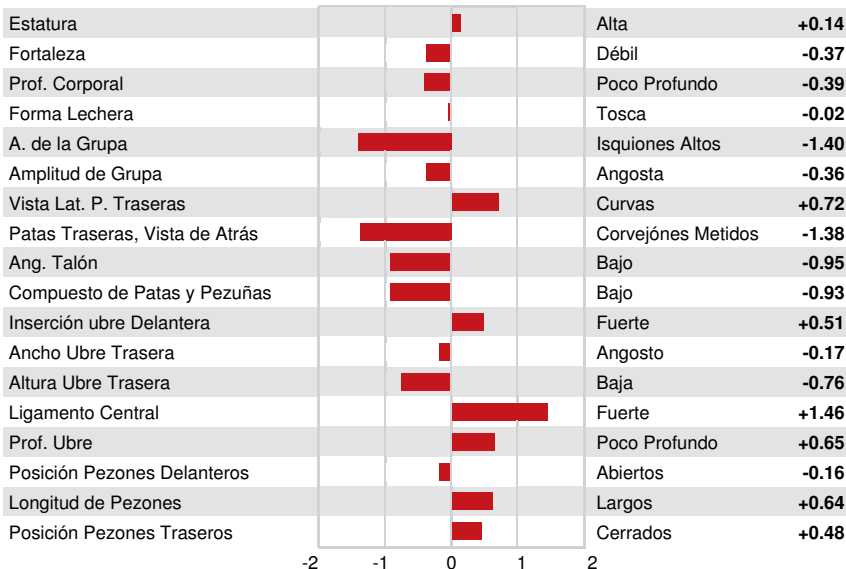 Estatura Alta +0.14
Fortaleza Débil -0.37
Prof. Corporal Poco Profundo -0.39
Forma Lechera Tosca -0.02
A. de la Grupa Isquiones Altos -1.40
Amplitud de Grupa Angosta -0.36
Vista Lat. P. Traseras Curvas +0.72
Patas Traseras, Vista de Atrás Corvejónes Metidos -1.38
Ang. Talón Bajo -0.95
Compuesto de Patas y Pezuñas Bajo -0.93
Inserción ubre Delantera Fuerte +0.51
Ancho Ubre Trasera Angosto -0.17
Altura Ubre Trasera Baja -0.76
Ligamento Central Fuerte +1.46
Prof. Ubre Poco Profundo +0.65
Posición Pezones Delanteros Abiertos -0.16
Longitud de Pezones Largos +0.64
Posición Pezones Traseros Cerrados +0.48
-2 -1 0 1 2